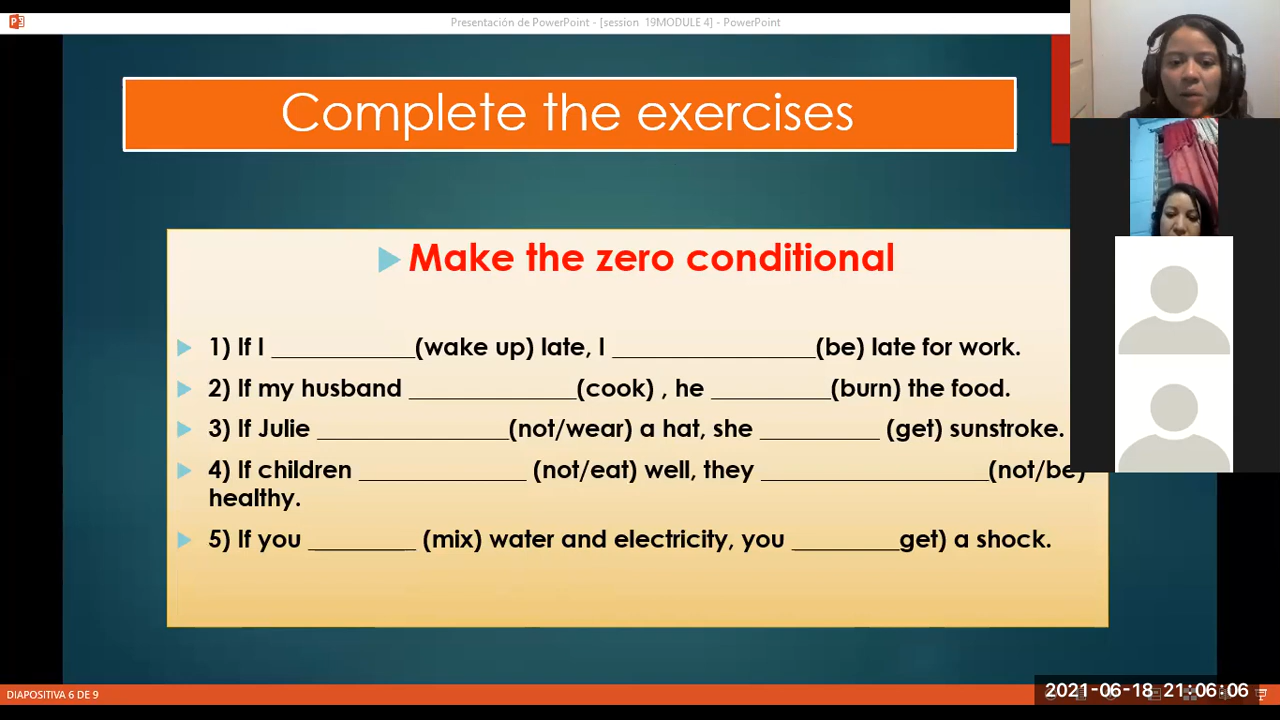 Presentación de PowerPoint - [session 19MODULE 4] - PowerPoint
Complete the exercises
Make the zero conditional
1) If I ___________(wake up) late, I ________________(be) late for work.
2) If my husband _____________(cook) , he _________(burn) the food.
3) If Julie _______________(not/wear) a hat, she _________ (get) sunstroke.
4) If children _____________ (not/eat) well, they __________________(not/be)
healthy.
5) If you ________ (mix) water and electricity, you ________get) a shock.
DIAPOSITIVA 6 DE 9
2021-06-18 21:06:06